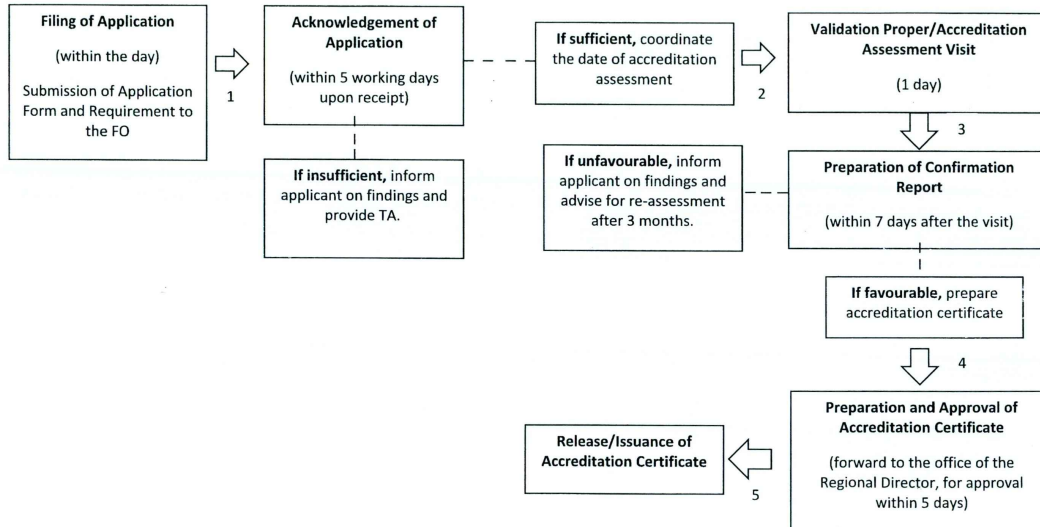 Filing of Application
(within the day)
Submission of Application
Form and Requirement to
the FO
1
Acknowledgement of
Application
(within 5 working days
upon receipt)
If insufficient, inform
applicant on findings and
provide TA.
If sufficient, coordinate
the date of accreditation
assessment
2
Validation Proper/Accreditation
Assessment Visit
(1 day)
3
If unfavourable, inform
applicant on findings and
advise for re-assessment
after 3 months.
Preparation of Confirmation
Report
(within 7 days after the visit)
If favourable, prepare
accreditation certificate
4
Preparation and Approval of
Accreditation Certificate
(forward to the office of the
Regional Director, for approval
within 5 days)
5
Release/Issuance of
Accreditation Certificate